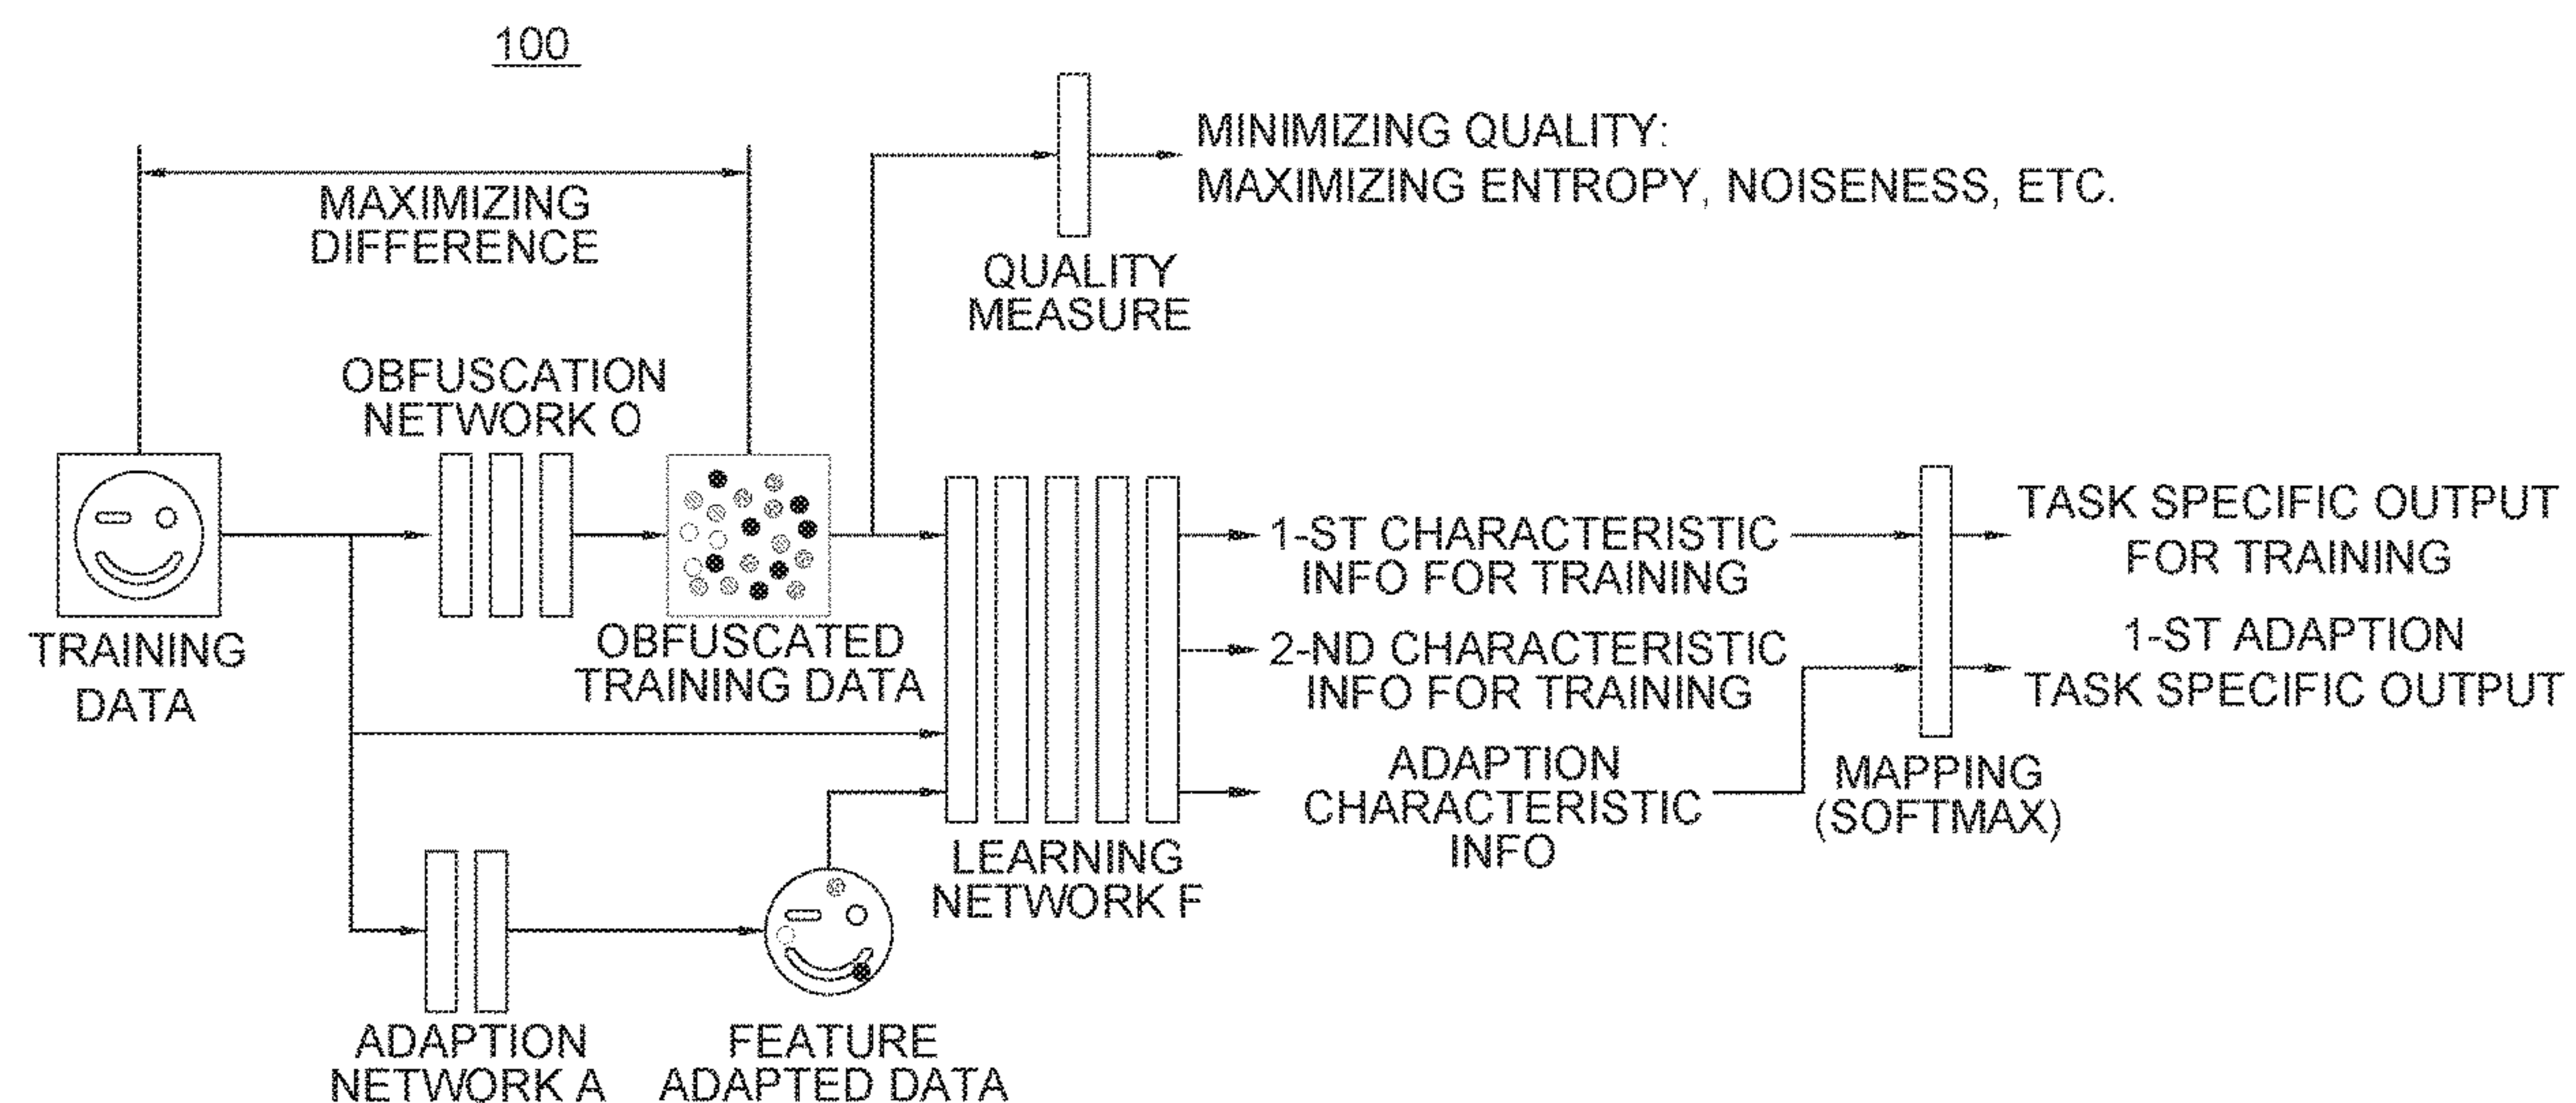 100
MINIMIZING QUALITY:
MAXIMIZING ENTROPY, NOISENESS, ETC.
MAXIMIZING
DIFFERENCE
QUALITY
MEASURE
OBFUSCATION
NETWORK O
TRAINING
DATA
OBFUSCATED
TRAINING DATA
1-ST CHARACTERISTIC
INFO FOR TRAINING
2-ND CHARACTERISTIC
INFO FOR TRAINING
ADAPTION
CHARACTERISTIC
INFO
TASK SPECIFIC OUTPUT
FOR TRAINING
1-ST ADAPTION
TASK SPECIFIC OUTPUT
MAPPING
(SOFTMAX)
LEARNING
NETWORK F
ADAPTION
NETWORK A
FEATURE
ADAPTED DATA